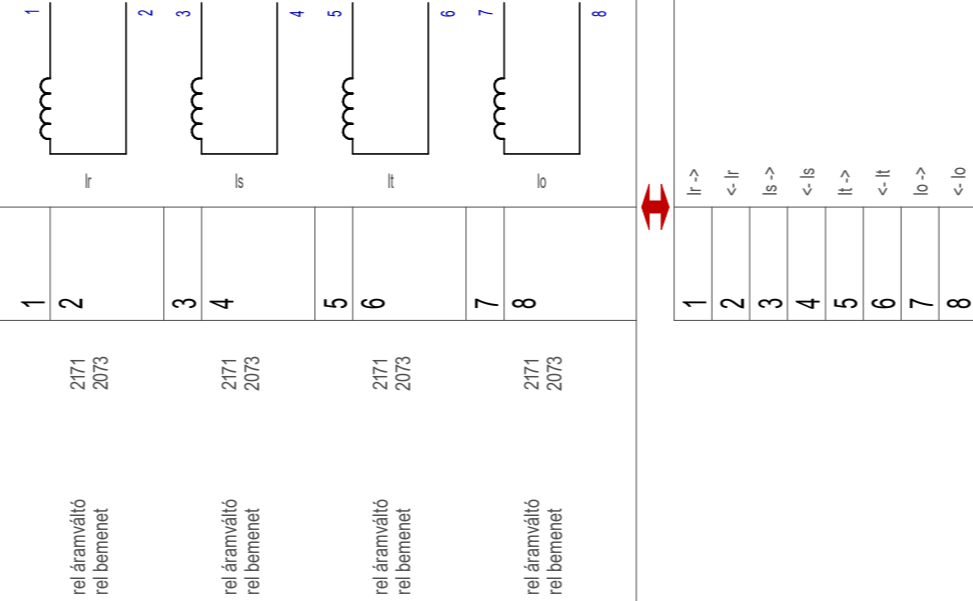 1
2
3
4
5
6
7
8
Ir
Is
It
Io
Ir ->
<- Ir
Is ->
<- Is
It ->
<- It
Io ->
<- Io
1
2
3
4
5
6
7
8
1
2
3
4
5
6
7
8
2171
2073
2171
2073
2171
2073
2171
2073
rel áramváltó
rel bemenet
rel áramváltó
rel bemenet
rel áramváltó
rel bemenet
rel áramváltó
rel bemenet